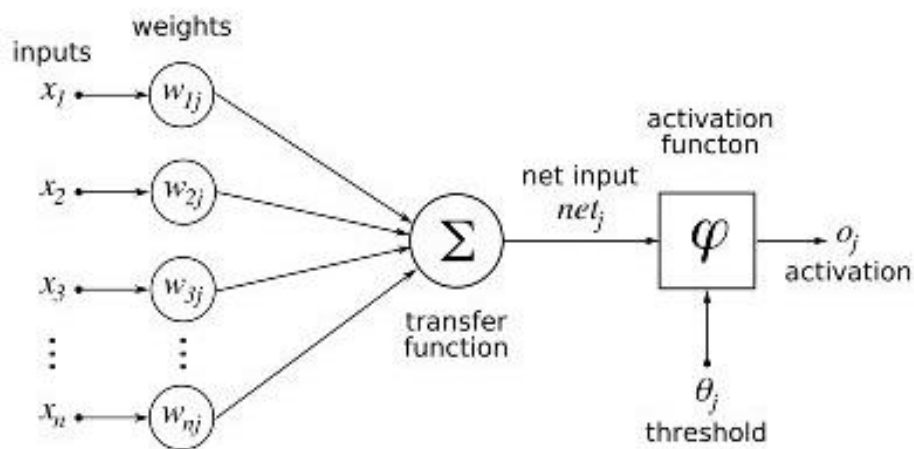 inputs
weights
x₁
w₁ⱼ
x₂
w₂ⱼ
x₃
w₃ⱼ
⋮
⋮
xₙ
wₙⱼ
Σ
transfer
function
net input
netⱼ
activation
functon
φ
oⱼ
activation
θⱼ
threshold